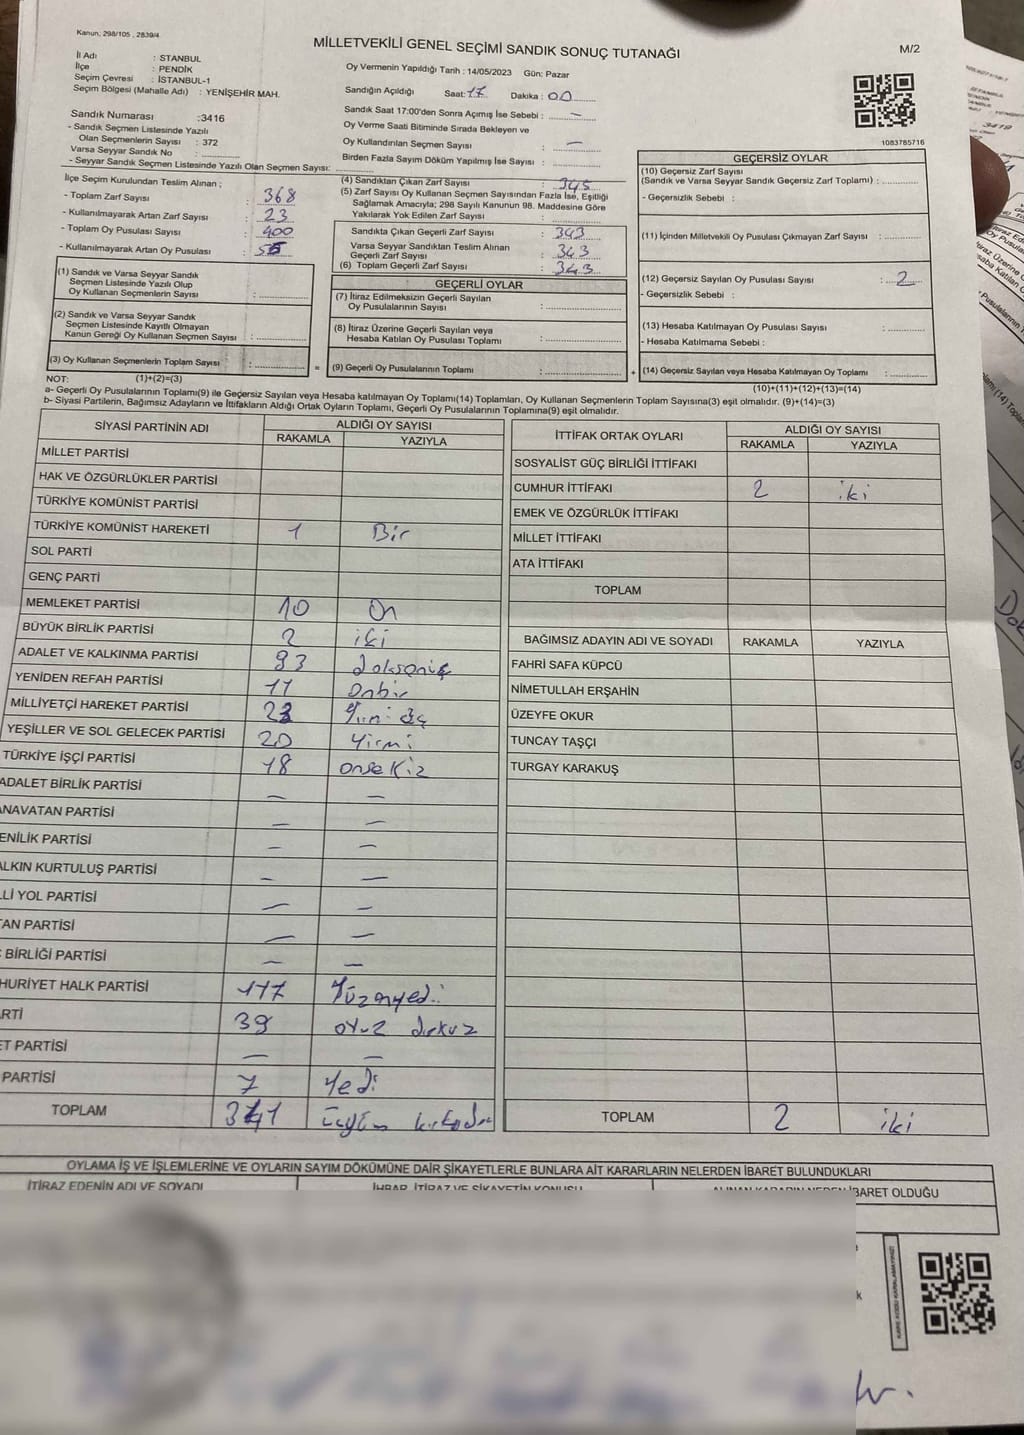 Kanun, 298/105 , 2839/4
MİLLETVEKİLİ GENEL SEÇİMİ SANDIK SONUÇ TUTANAĞI
M/2
İl Adı : STANBUL
İlçe : PENDİK
Seçim Çevresi : İSTANBUL-1
Seçim Bölgesi (Mahalle Adı) : YENİŞEHİR MAH.
Oy Vermenin Yapıldığı Tarih : 14/05/2023 Gün: Pazar
Sandığın Açıldığı Saat: 17 Dakika : 00
Sandık Saat 17:00'den Sonra Açımış İse Sebebi : —
Oy Verme Saati Bitiminde Sırada Bekleyen ve
Oy Kullandırılan Seçmen Sayısı : —
Birden Fazla Sayım Döküm Yapılmış İse Sayısı :
Sandık Numarası :3416
- Sandık Seçmen Listesinde Yazılı
Olan Seçmenlerin Sayısı : 372
Varsa Seyyar Sandık No :
- Seyyar Sandık Seçmen Listesinde Yazılı Olan Seçmen Sayısı:
1083785716
İlçe Seçim Kurulundan Teslim Alınan ;
- Toplam Zarf Sayısı : 368
- Kullanılmayarak Artan Zarf Sayısı : 23
- Toplam Oy Pusulası Sayısı : 400
- Kullanılmayarak Artan Oy Pusulası :
(1) Sandık ve Varsa Seyyar Sandık
Seçmen Listesinde Yazılı Olup
Oy Kullanan Seçmenlerin Sayısı :
(2) Sandık ve Varsa Seyyar Sandık
Seçmen Listesinde Kayıtlı Olmayan
Kanun Gereği Oy Kullanan Seçmen Sayısı :
(3) Oy Kullanan Seçmenlerin Toplam Sayısı :
(4) Sandıktan Çıkan Zarf Sayısı : 345
(5) Zarf Sayısı Oy Kullanan Seçmen Sayısından Fazla İse, Eşitliği
Sağlamak Amacıyla; 298 Sayılı Kanunun 98. Maddesine Göre
Yakılarak Yok Edilen Zarf Sayısı :
Sandıkta Çıkan Geçerli Zarf Sayısı : 343
Varsa Seyyar Sandıktan Teslim Alınan
Geçerli Zarf Sayısı : 343
(6) Toplam Geçerli Zarf Sayısı : 343
GEÇERLİ OYLAR
(7) İtiraz Edilmeksizin Geçerli Sayılan
Oy Pusulalarının Sayısı :
(8) İtiraz Üzerine Geçerli Sayılan veya
Hesaba Katılan Oy Pusulası Toplamı :
= (9) Geçerli Oy Pusulalarının Toplamı :
GEÇERSİZ OYLAR
(10) Geçersiz Zarf Sayısı
(Sandık ve Varsa Seyyar Sandık Geçersiz Zarf Toplamı) :
- Geçersizlik Sebebi :
(11) İçinden Milletvekili Oy Pusulası Çıkmayan Zarf Sayısı :
(12) Geçersiz Sayılan Oy Pusulası Sayısı : 2
- Geçersizlik Sebebi :
(13) Hesaba Katılmayan Oy Pusulası Sayısı :
- Hesaba Katılmama Sebebi :
+ (14) Geçersiz Sayılan veya Hesaba Katılmayan Oy Toplamı :
NOT: (1)+(2)=(3)
(10)+(11)+(12)+(13)=(14)
a- Geçerli Oy Pusulalarının Toplamı(9) ile Geçersiz Sayılan veya Hesaba katılmayan Oy Toplamı(14) Toplamları, Oy Kullanan Seçmenlerin Toplam Sayısına(3) eşit olmalıdır. (9)+(14)=(3)
b- Siyasi Partilerin, Bağımsız Adayların ve İttifakların Aldığı Ortak Oyların Toplamı, Geçerli Oy Pusulalarının Toplamına(9) eşit olmalıdır.
SİYASİ PARTİNİN ADI
ALDIĞI OY SAYISI
RAKAMLA YAZIYLA
MİLLET PARTİSİ
HAK VE ÖZGÜRLÜKLER PARTİSİ
TÜRKİYE KOMÜNİST PARTİSİ
TÜRKİYE KOMÜNİST HAREKETİ 1 Bir
SOL PARTİ
GENÇ PARTİ
MEMLEKET PARTİSİ 10 On
BÜYÜK BİRLİK PARTİSİ 2 iki
ADALET VE KALKINMA PARTİSİ 93 doksanüç
YENİDEN REFAH PARTİSİ 11 Onbir
MİLLİYETÇİ HAREKET PARTİSİ 23 Yirmi üç
YEŞİLLER VE SOL GELECEK PARTİSİ 20 Yirmi
TÜRKİYE İŞÇİ PARTİSİ 18 onsekiz
ADALET BİRLİK PARTİSİ — —
ANAVATAN PARTİSİ — —
ENİLİK PARTİSİ — —
ALKIN KURTULUŞ PARTİSİ — —
LLİ YOL PARTİSİ — —
TAN PARTİSİ — —
BİRLİĞİ PARTİSİ — —
HURİYET HALK PARTİSİ 117 Yüzonyedi
RTİ 39 otuz dokuz
ET PARTİSİ — —
PARTİSİ 7 Yedi
TOPLAM 341
İTTİFAK ORTAK OYLARI
ALDIĞI OY SAYISI
RAKAMLA YAZIYLA
SOSYALİST GÜÇ BİRLİĞİ İTTİFAKI
CUMHUR İTTİFAKI 2 iki
EMEK VE ÖZGÜRLÜK İTTİFAKI
MİLLET İTTİFAKI
ATA İTTİFAKI
TOPLAM
BAĞIMSIZ ADAYIN ADI VE SOYADI RAKAMLA YAZIYLA
FAHRİ SAFA KÜPCÜ
NİMETULLAH ERŞAHİN
ÜZEYFE OKUR
TUNCAY TAŞÇI
TURGAY KARAKUŞ
TOPLAM 2 iki
OYLAMA İŞ VE İŞLEMLERİNE VE OYLARIN SAYIM DÖKÜMÜNE DAİR ŞİKAYETLERLE BUNLARA AİT KARARLARIN NELERDEN İBARET BULUNDUKLARI
İTİRAZ EDENİN ADI VE SOYADI
İHBAR, İTİRAZ VE ŞİKAYETİN KONUSU
İBARET OLDUĞU